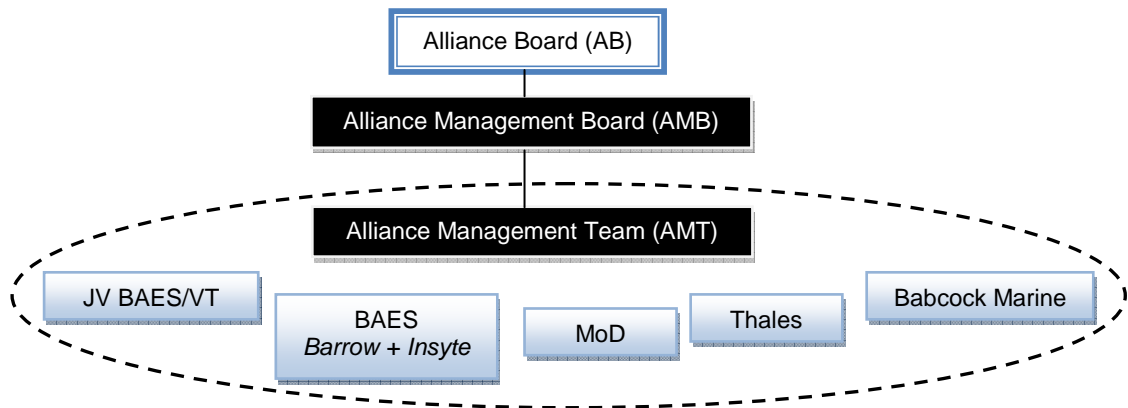 Alliance Board (AB)
Alliance Management Board (AMB)
Alliance Management Team (AMT)
JV BAES/VT
BAES
Barrow + Insyte
MoD
Thales
Babcock Marine